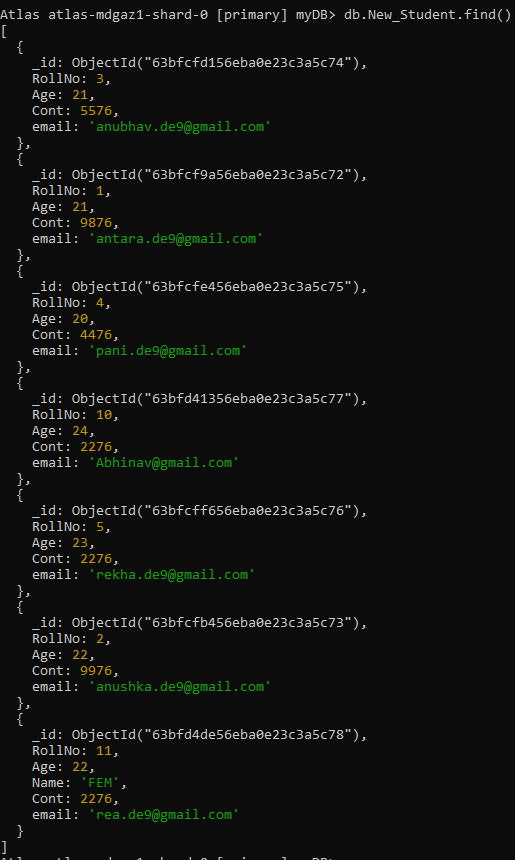 Atlas atlas-mdgaz1-shard-0 [primary] myDB> db.New_Student.find()
[
  {
    _id: ObjectId("63bfcfd156eba0e23c3a5c74"),
    RollNo: 3,
    Age: 21,
    Cont: 5576,
    email: 'anubhav.de9@gmail.com'
  },
  {
    _id: ObjectId("63bfcf9a56eba0e23c3a5c72"),
    RollNo: 1,
    Age: 21,
    Cont: 9876,
    email: 'antara.de9@gmail.com'
  },
  {
    _id: ObjectId("63bfcfe456eba0e23c3a5c75"),
    RollNo: 4,
    Age: 20,
    Cont: 4476,
    email: 'pani.de9@gmail.com'
  },
  {
    _id: ObjectId("63bfd41356eba0e23c3a5c77"),
    RollNo: 10,
    Age: 24,
    Cont: 2276,
    email: 'Abhinav@gmail.com'
  },
  {
    _id: ObjectId("63bfcff656eba0e23c3a5c76"),
    RollNo: 5,
    Age: 23,
    Cont: 2276,
    email: 'rekha.de9@gmail.com'
  },
  {
    _id: ObjectId("63bfcfb456eba0e23c3a5c73"),
    RollNo: 2,
    Age: 22,
    Cont: 9976,
    email: 'anushka.de9@gmail.com'
  },
  {
    _id: ObjectId("63bfd4de56eba0e23c3a5c78"),
    RollNo: 11,
    Age: 22,
    Name: 'FEM',
    Cont: 2276,
    email: 'rea.de9@gmail.com'
  }
]